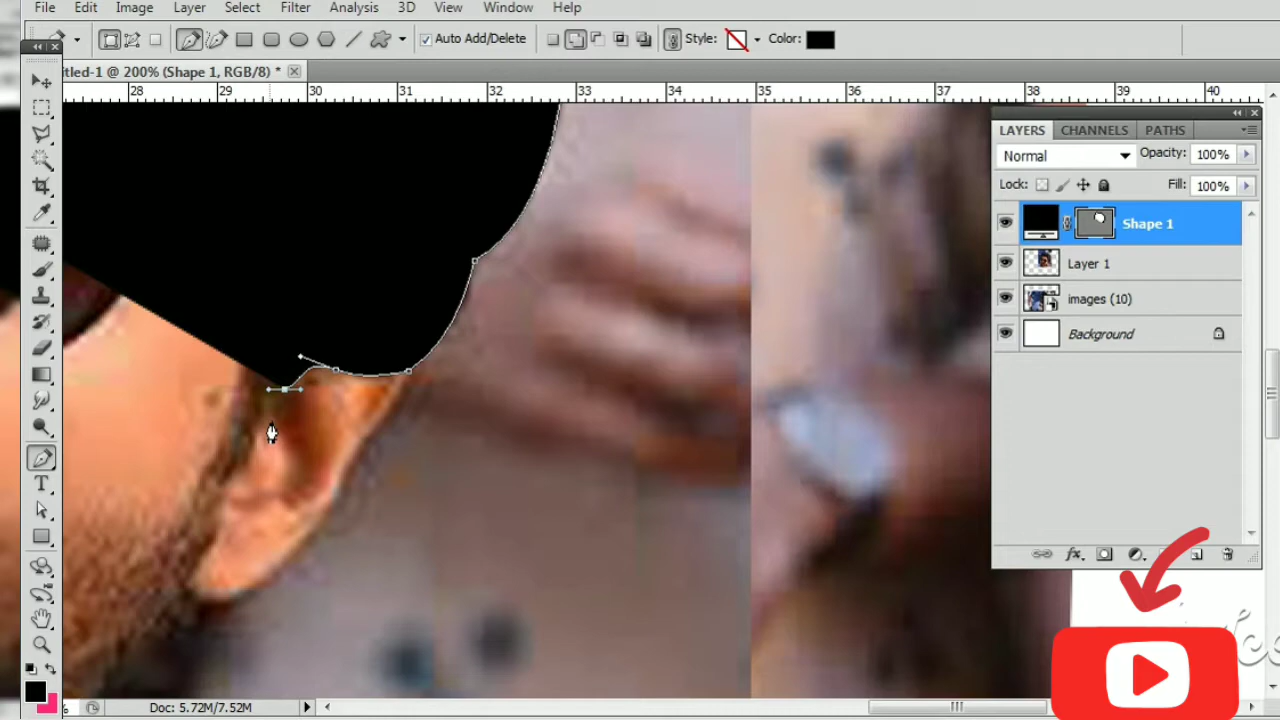 File Edit Image Layer Select Filter Analysis 3D View Window Help
Auto Add/Delete Style: Color:
itled-1 @ 200% (Shape 1, RGB/8) *
28 29 30 31 32 33 34 35 36 37 38 39 40
LAYERS CHANNELS PATHS
Normal Opacity: 100%
Lock: Fill: 100%
Shape 1
Layer 1
images (10)
Background
T
fx.
% Doc: 5.72M/7.52M